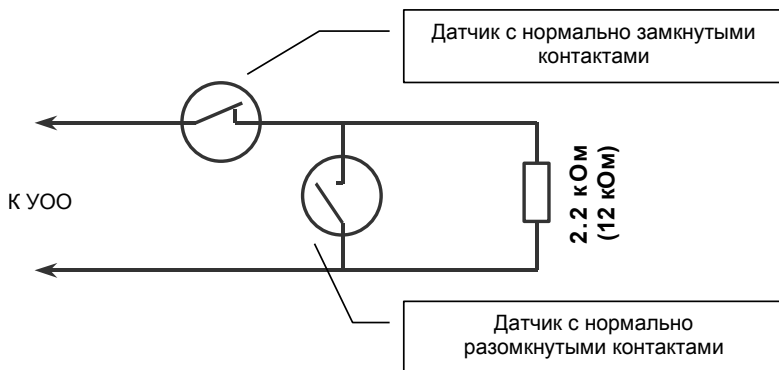 Датчик с нормально замкнутыми
контактами
К УОО
2.2 кОм
(12 кОм)
Датчик с нормально
разомкнутыми контактами